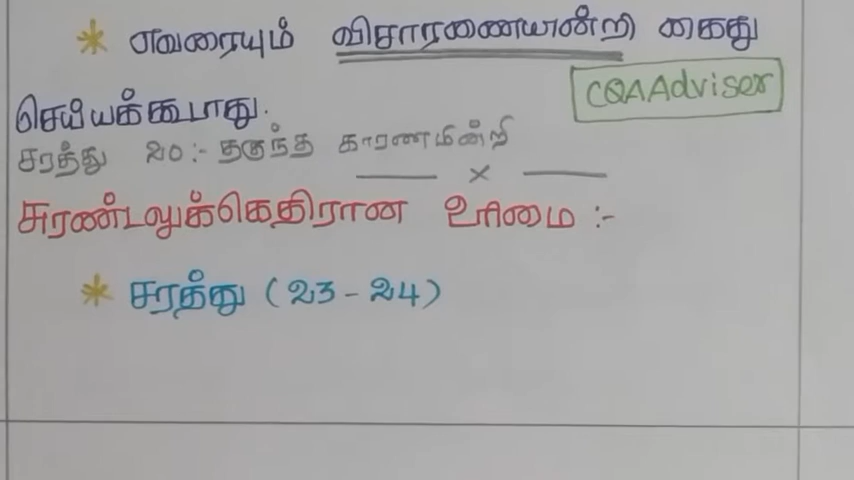 * எவரையும் விசாரணையின்றி கைது
CQAAdviser
செய்யக்கூடாது.
சரத்து 20:- தகுந்த காரணமின்றி
x
சுரண்டலுக்கெதிரான உரிமை :-
* சரத்து (23-24)